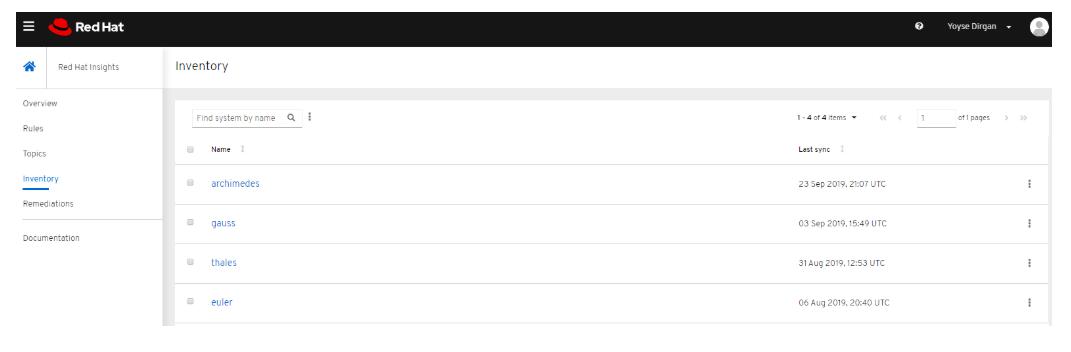 Red Hat
Yoyse Dirgan
Red Hat Insights
Inventory
Overview
Rules
Topics
Inventory
Remediations
Documentation
Find system by name
1 - 4 of 4 items
1 of 1 pages
Name
Last sync
archimedes
23 Sep 2019, 21:07 UTC
gauss
03 Sep 2019, 15:49 UTC
thales
31 Aug 2019, 12:53 UTC
euler
06 Aug 2019, 20:40 UTC